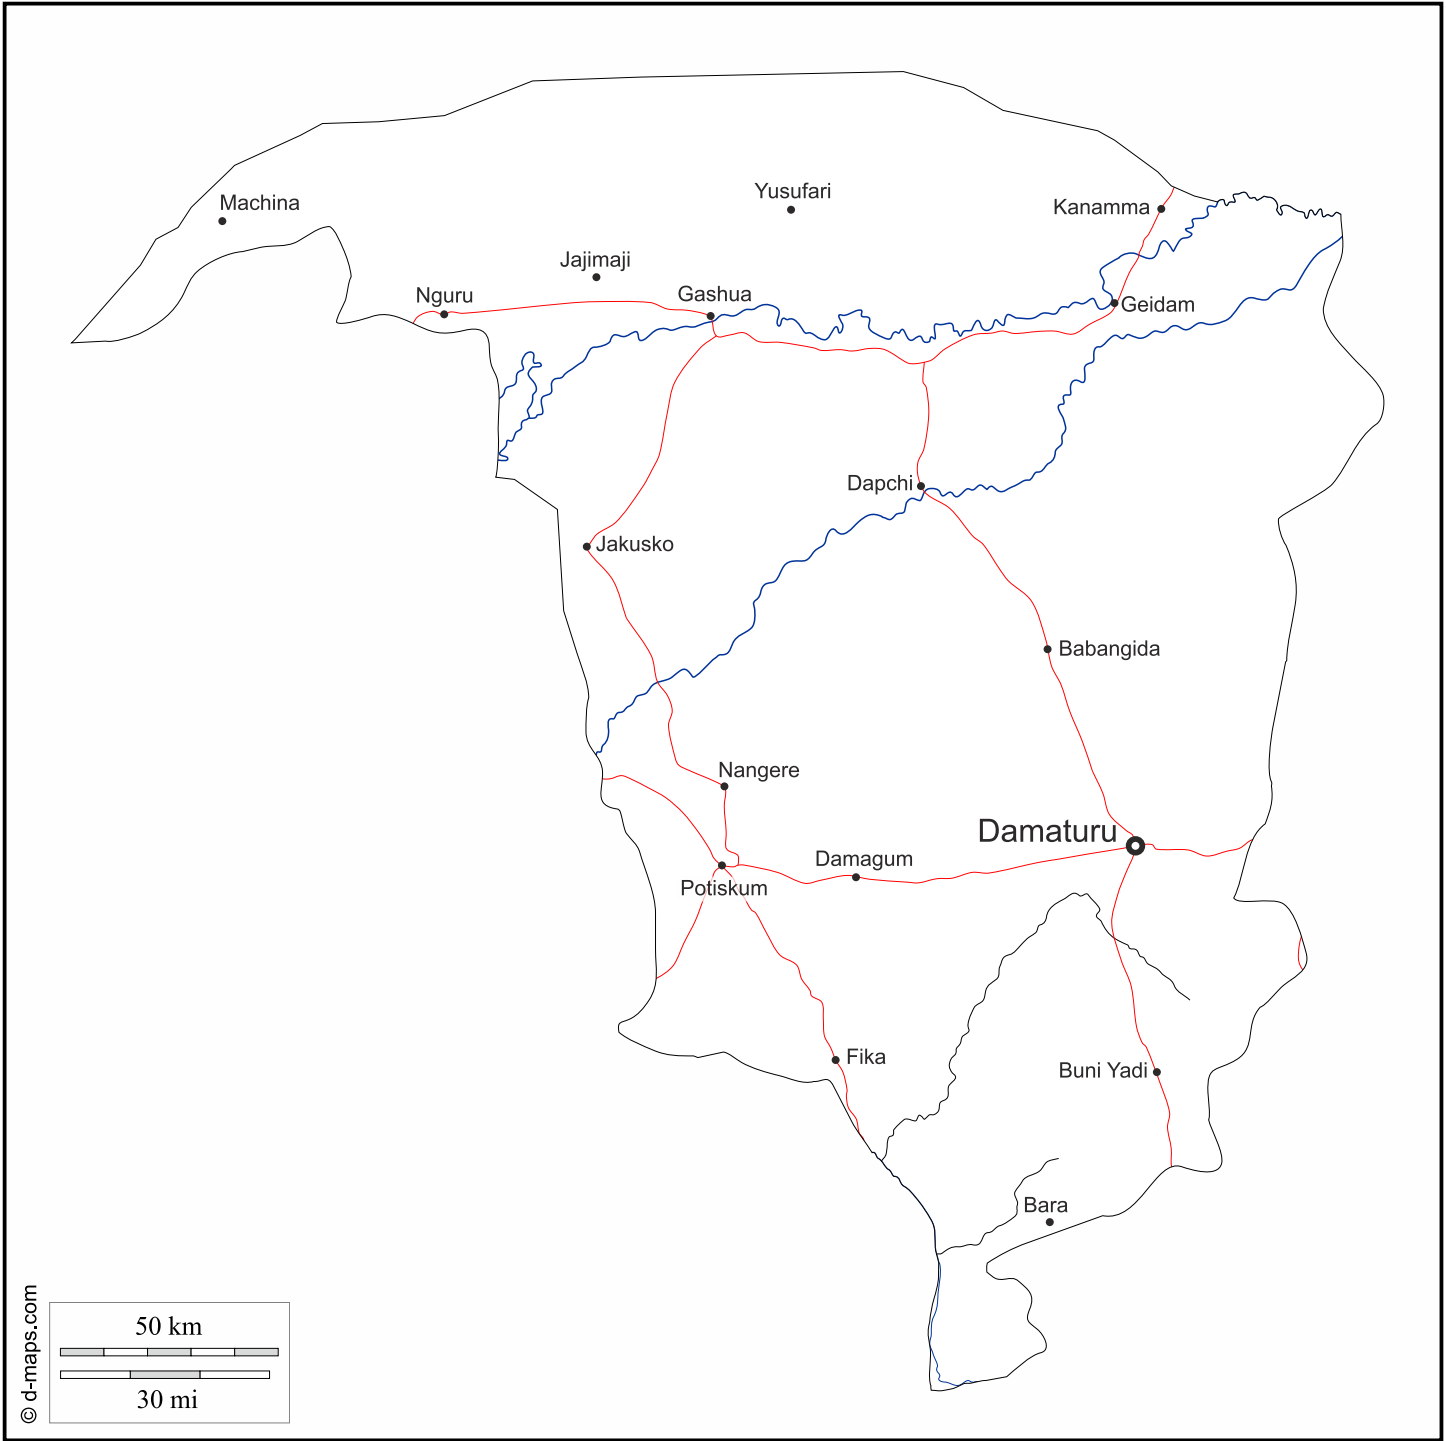 Yusufari
Machina
Kanamma
Jajimaji
Nguru
Gashua
Geidam
Dapchi
Jakusko
Babangida
Nangere
Damaturu
Damagum
Potiskum
Fika
Buni Yadi
Bara
50 km
30 mi
© d-maps.com